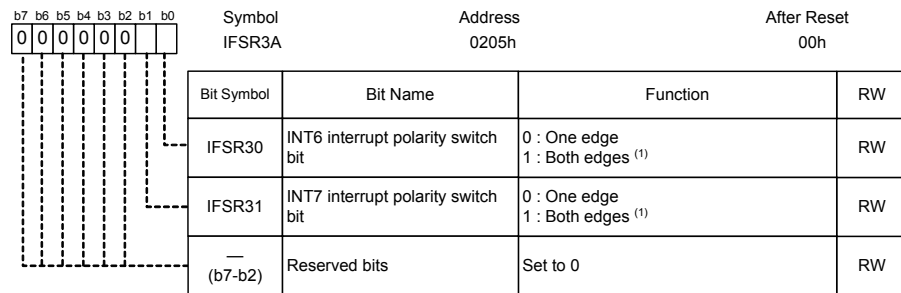 b7 b6 b5 b4 b3 b2 b1 b0
0 0 0 0 0 0
Symbol Address After Reset
IFSR3A 0205h 00h
Bit Symbol Bit Name Function RW
IFSR30 INT6 interrupt polarity switch bit 0 : One edge 1 : Both edges (1) RW
IFSR31 INT7 interrupt polarity switch bit 0 : One edge 1 : Both edges (1) RW
— (b7-b2) Reserved bits Set to 0 RW